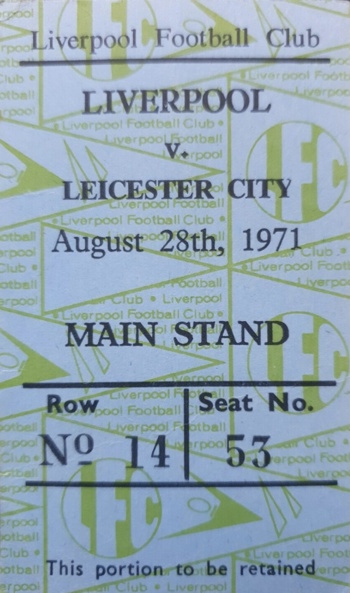 Liverpool Football Club
LIVERPOOL
v.
LEICESTER CITY
August 28th, 1971
MAIN STAND
Row Seat No.
Nº 14 53
This portion to be retained